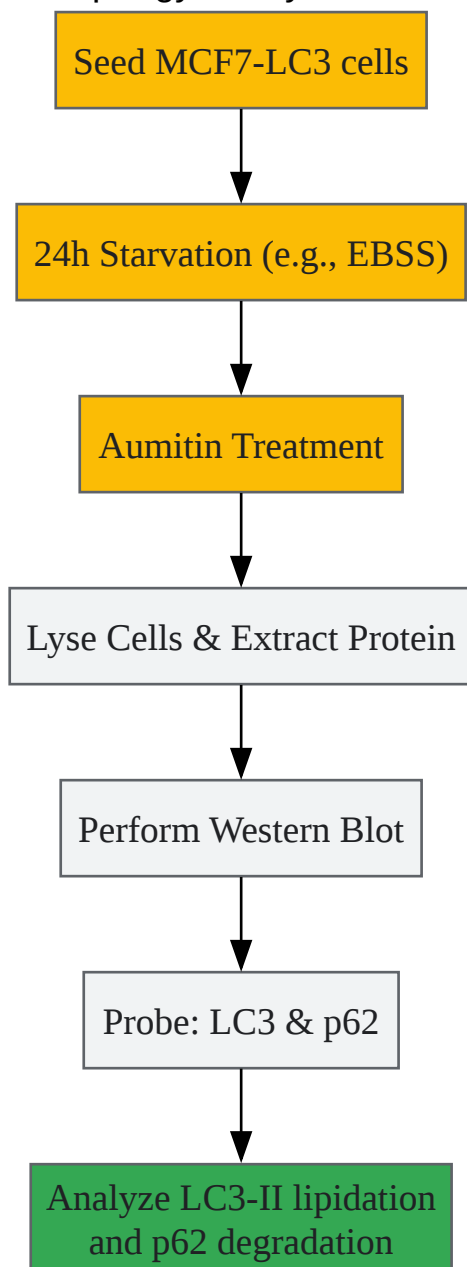 Seed MCF7-LC3 cells
24h Starvation (e.g., EBSS)
Aumitin Treatment
Lyse Cells & Extract Protein
Perform Western Blot
Probe: LC3 & p62
Analyze LC3-II lipidation
and p62 degradation